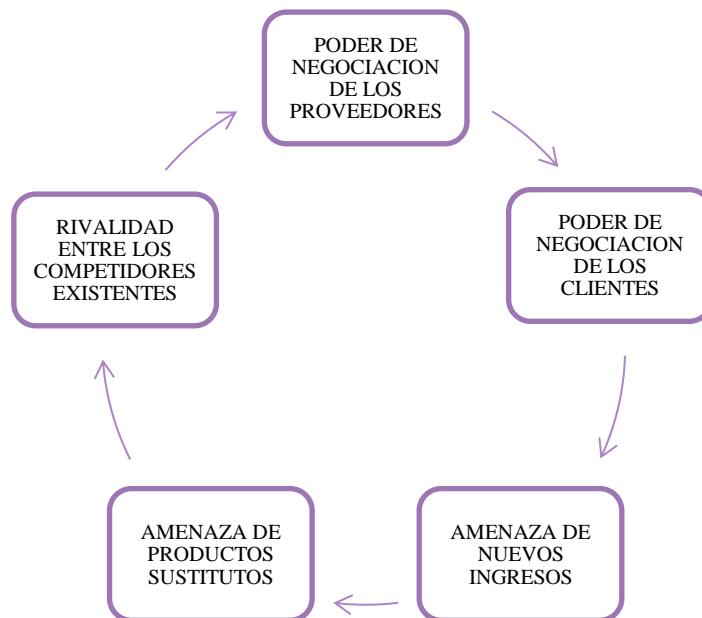 PODER DE
NEGOCIACION
DE LOS
PROVEEDORES
PODER DE
NEGOCIACION
DE LOS
CLIENTES
AMENAZA DE
NUEVOS
INGRESOS
AMENAZA DE
PRODUCTOS
SUSTITUTOS
RIVALIDAD
ENTRE LOS
COMPETIDORES
EXISTENTES